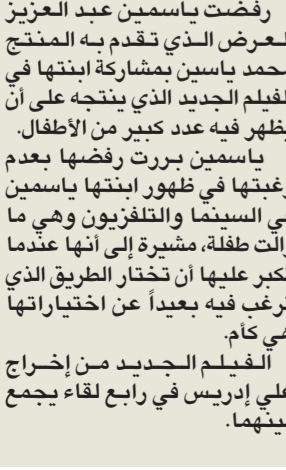 رفضت ياسمين عبد العزيز
العرض الذي تقدم به المنتج
محمد ياسين بمشاركة ابنتها في
الفيلم الجديد الذي ينتجه على أن
يظهر فيه عدد كبير من الأطفال.
ياسمين بررت رفضها بعدم
رغبتها في ظهور ابنتها ياسمين
في السينما والتلفزيون وهي ما
زالت طفلة، مشيرة إلى أنها عندما
تكبر عليها أن تختار الطريق الذي
ترغب فيه بعيداً عن اختياراتها
هي كأم.
الفيلم الجديد من إخراج
علي إدريس في رابع لقاء يجمع
بينهما.